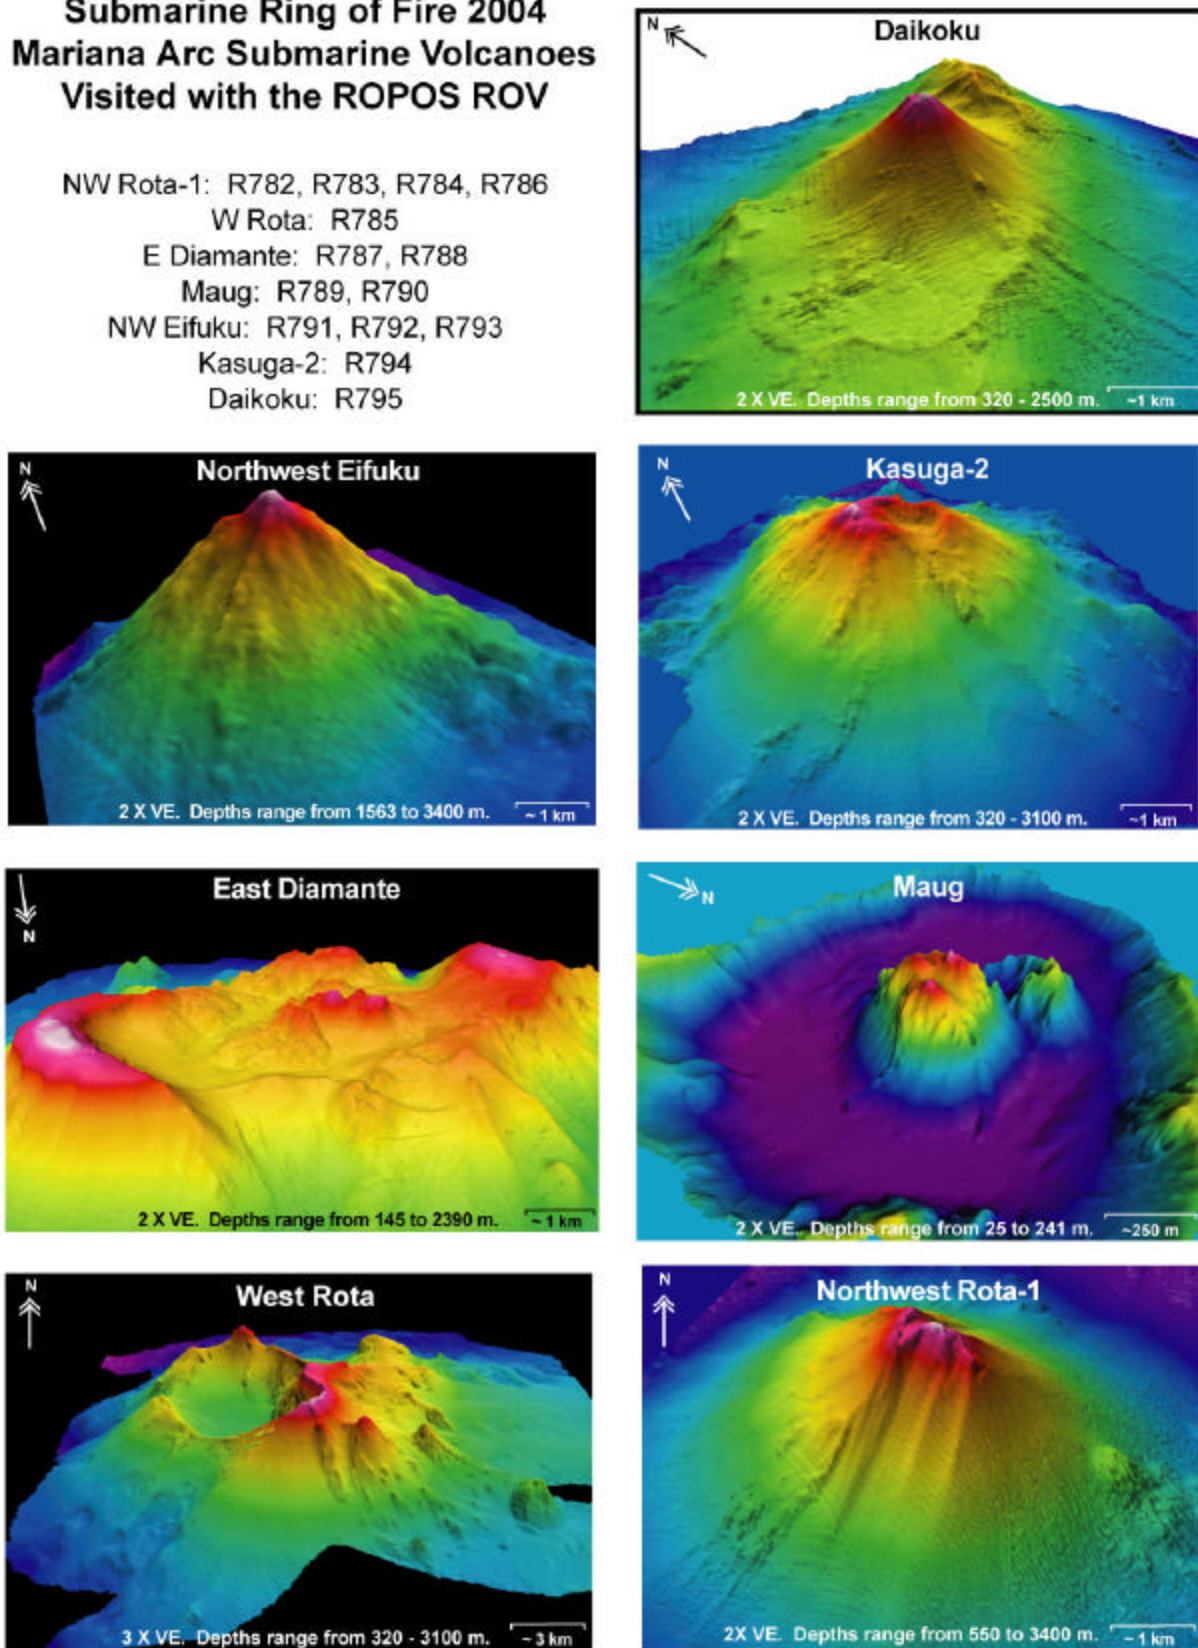 Submarine Ring of Fire 2004
Mariana Arc Submarine Volcanoes
Visited with the ROPOS ROV
NW Rota-1: R782, R783, R784, R786
W Rota: R785
E Diamante: R787, R788
Maug: R789, R790
NW Eifuku: R791, R792, R793
Kasuga-2: R794
Daikoku: R795
N
Daikoku
2 X VE. Depths range from 320 - 2500 m.
~1 km
N
Northwest Eifuku
2 X VE. Depths range from 1563 to 3400 m.
~ 1 km
N
Kasuga-2
2 X VE. Depths range from 320 - 3100 m.
~1 km
N
East Diamante
2 X VE. Depths range from 145 to 2390 m.
~ 1 km
N
Maug
2 X VE. Depths range from 25 to 241 m.
~250 m
N
West Rota
3 X VE. Depths range from 320 - 3100 m.
~ 3 km
N
Northwest Rota-1
2X VE. Depths range from 550 to 3400 m.
~ 1 km